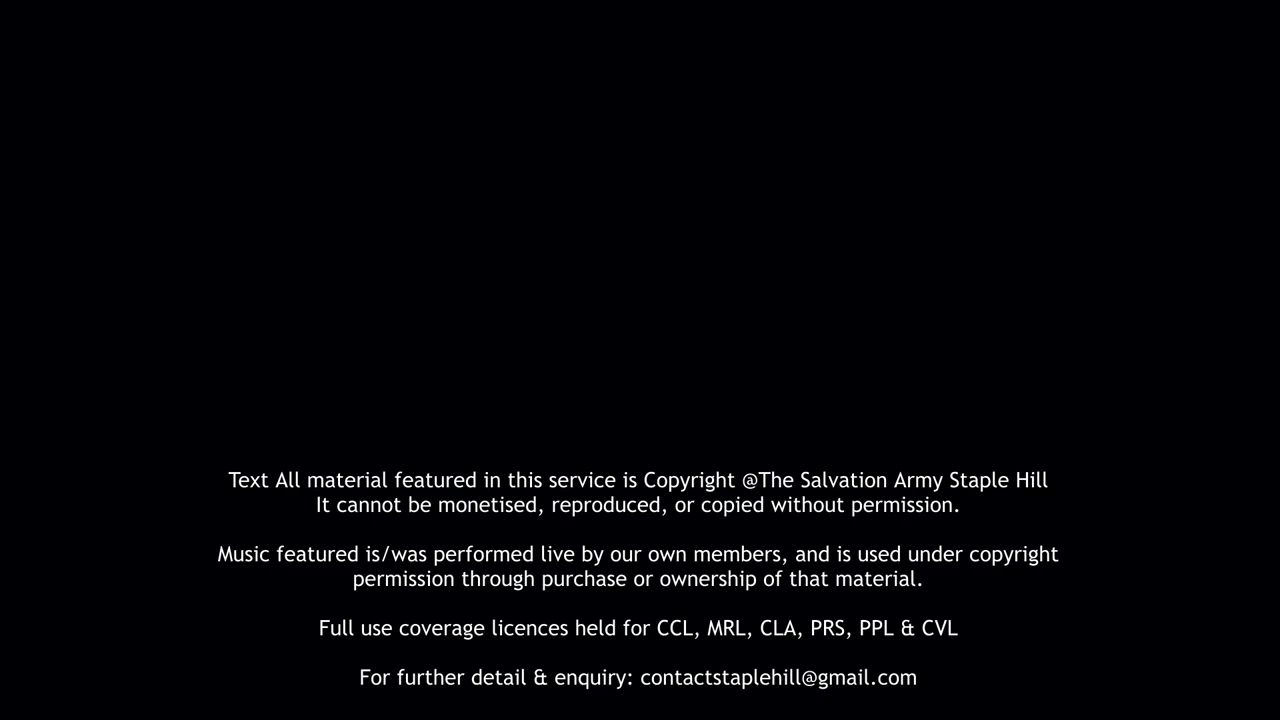 Text All material featured in this service is Copyright @The Salvation Army Staple Hill
It cannot be monetised, reproduced, or copied without permission.
Music featured is/was performed live by our own members, and is used under copyright
permission through purchase or ownership of that material.
Full use coverage licences held for CCL, MRL, CLA, PRS, PPL & CVL
For further detail & enquiry: contactstaplehill@gmail.com